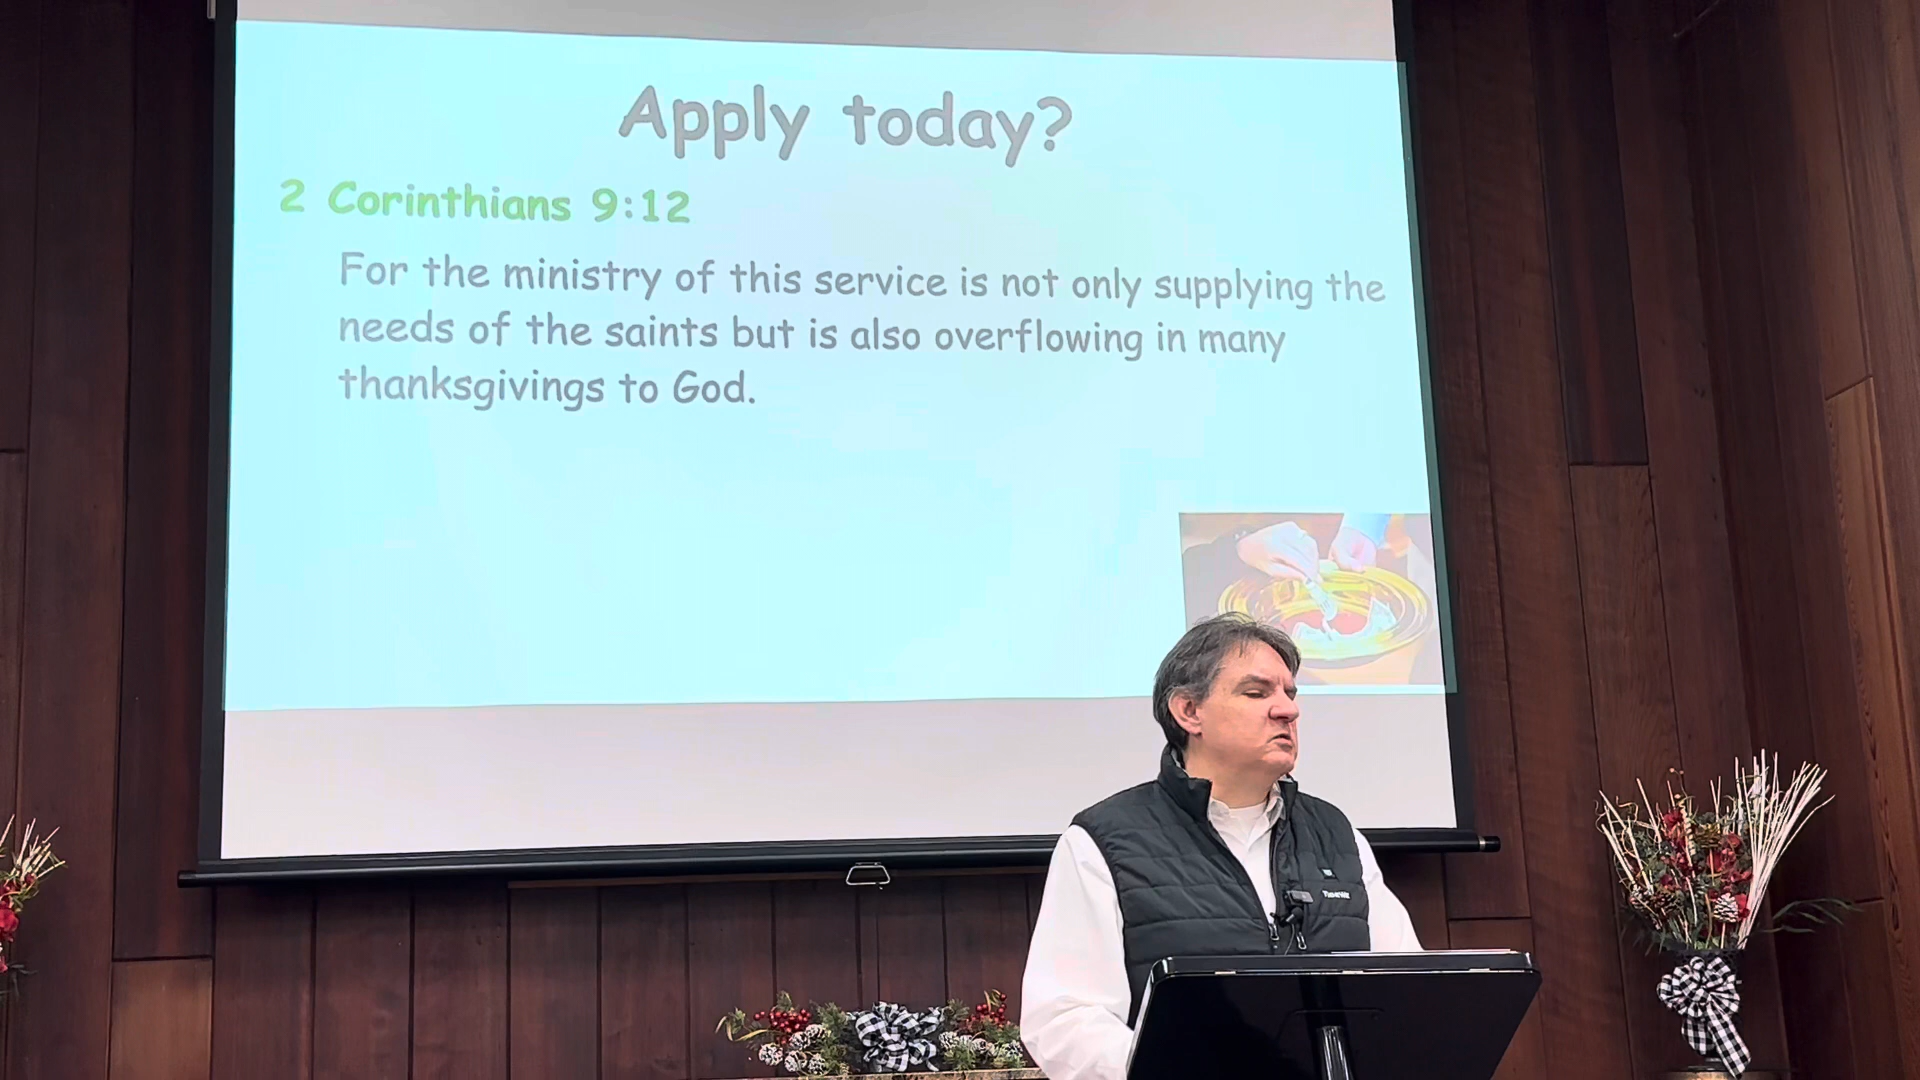 Apply today?
2 Corinthians 9:12
For the ministry of this service is not only supplying the
needs of the saints but is also overflowing in many
thanksgivings to God.